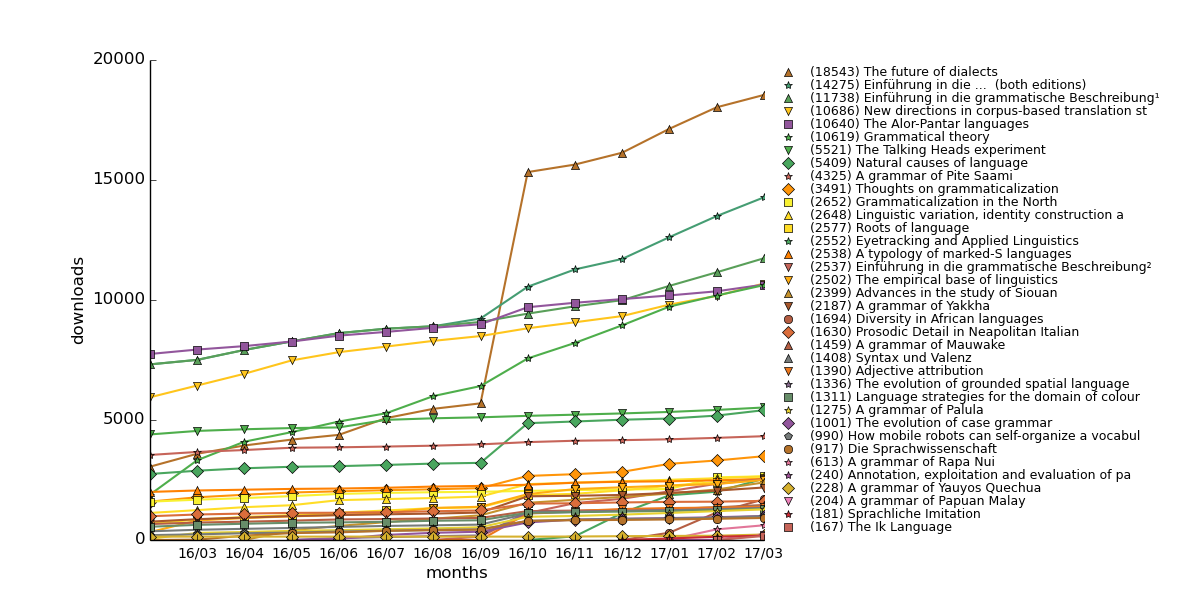 20000
15000
10000
5000
0
downloads
16/03 16/04 16/05 16/06 16/07 16/08 16/09 16/10 16/11 16/12 17/01 17/02 17/03
months
(18543) The future of dialects
(14275) Einführung in die ... (both editions)
(11738) Einführung in die grammatische Beschreibung¹
(10686) New directions in corpus-based translation st
(10640) The Alor-Pantar languages
(10619) Grammatical theory
(5521) The Talking Heads experiment
(5409) Natural causes of language
(4325) A grammar of Pite Saami
(3491) Thoughts on grammaticalization
(2652) Grammaticalization in the North
(2648) Linguistic variation, identity construction a
(2577) Roots of language
(2552) Eyetracking and Applied Linguistics
(2538) A typology of marked-S languages
(2537) Einführung in die grammatische Beschreibung²
(2502) The empirical base of linguistics
(2399) Advances in the study of Siouan
(2187) A grammar of Yakkha
(1694) Diversity in African languages
(1630) Prosodic Detail in Neapolitan Italian
(1459) A grammar of Mauwake
(1408) Syntax und Valenz
(1390) Adjective attribution
(1336) The evolution of grounded spatial language
(1311) Language strategies for the domain of colour
(1275) A grammar of Palula
(1001) The evolution of case grammar
(990) How mobile robots can self-organize a vocabul
(917) Die Sprachwissenschaft
(613) A grammar of Rapa Nui
(240) Annotation, exploitation and evaluation of pa
(228) A grammar of Yauyos Quechua
(204) A grammar of Papuan Malay
(181) Sprachliche Imitation
(167) The Ik Language